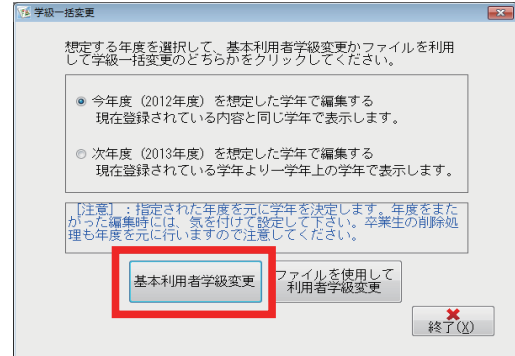 学級一括変更
想定する年度を選択して、基本利用者学級変更かファイルを利用
して学級一括変更のどちらかをクリックしてください。
今年度（2012年度）を想定した学年で編集する
現在登録されている内容と同じ学年で表示します。
次年度（2013年度）を想定した学年で編集する
現在登録されている学年より一学年上の学年で表示します。
［注意］：指定された年度を元に学年を決定します。年度をまた
がった編集時には、気を付けて設定して下さい。卒業生の削除処
理も年度を元に行いますので注意してください。
基本利用者学級変更
ファイルを使用して
利用者学級変更
終了(X)